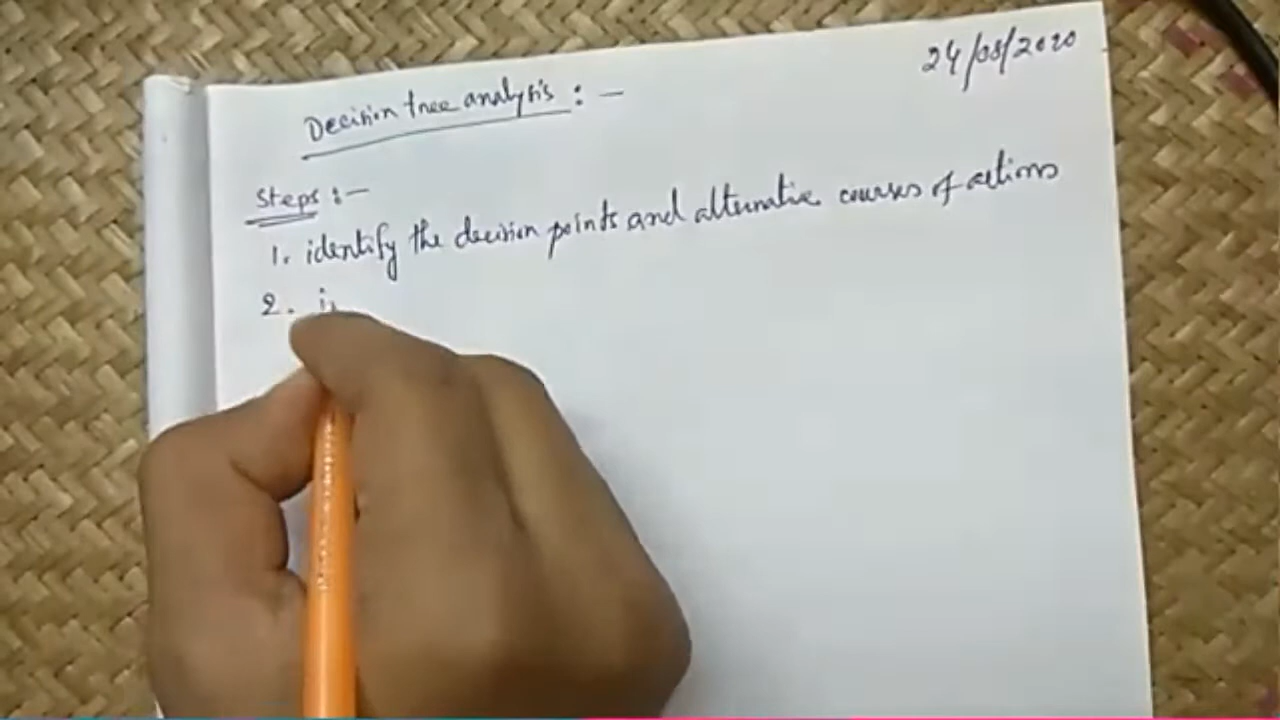 24/08/2020
Decision tree analysis : -
Steps : -
1. identify the decision points and alternative courses of actions
2. i